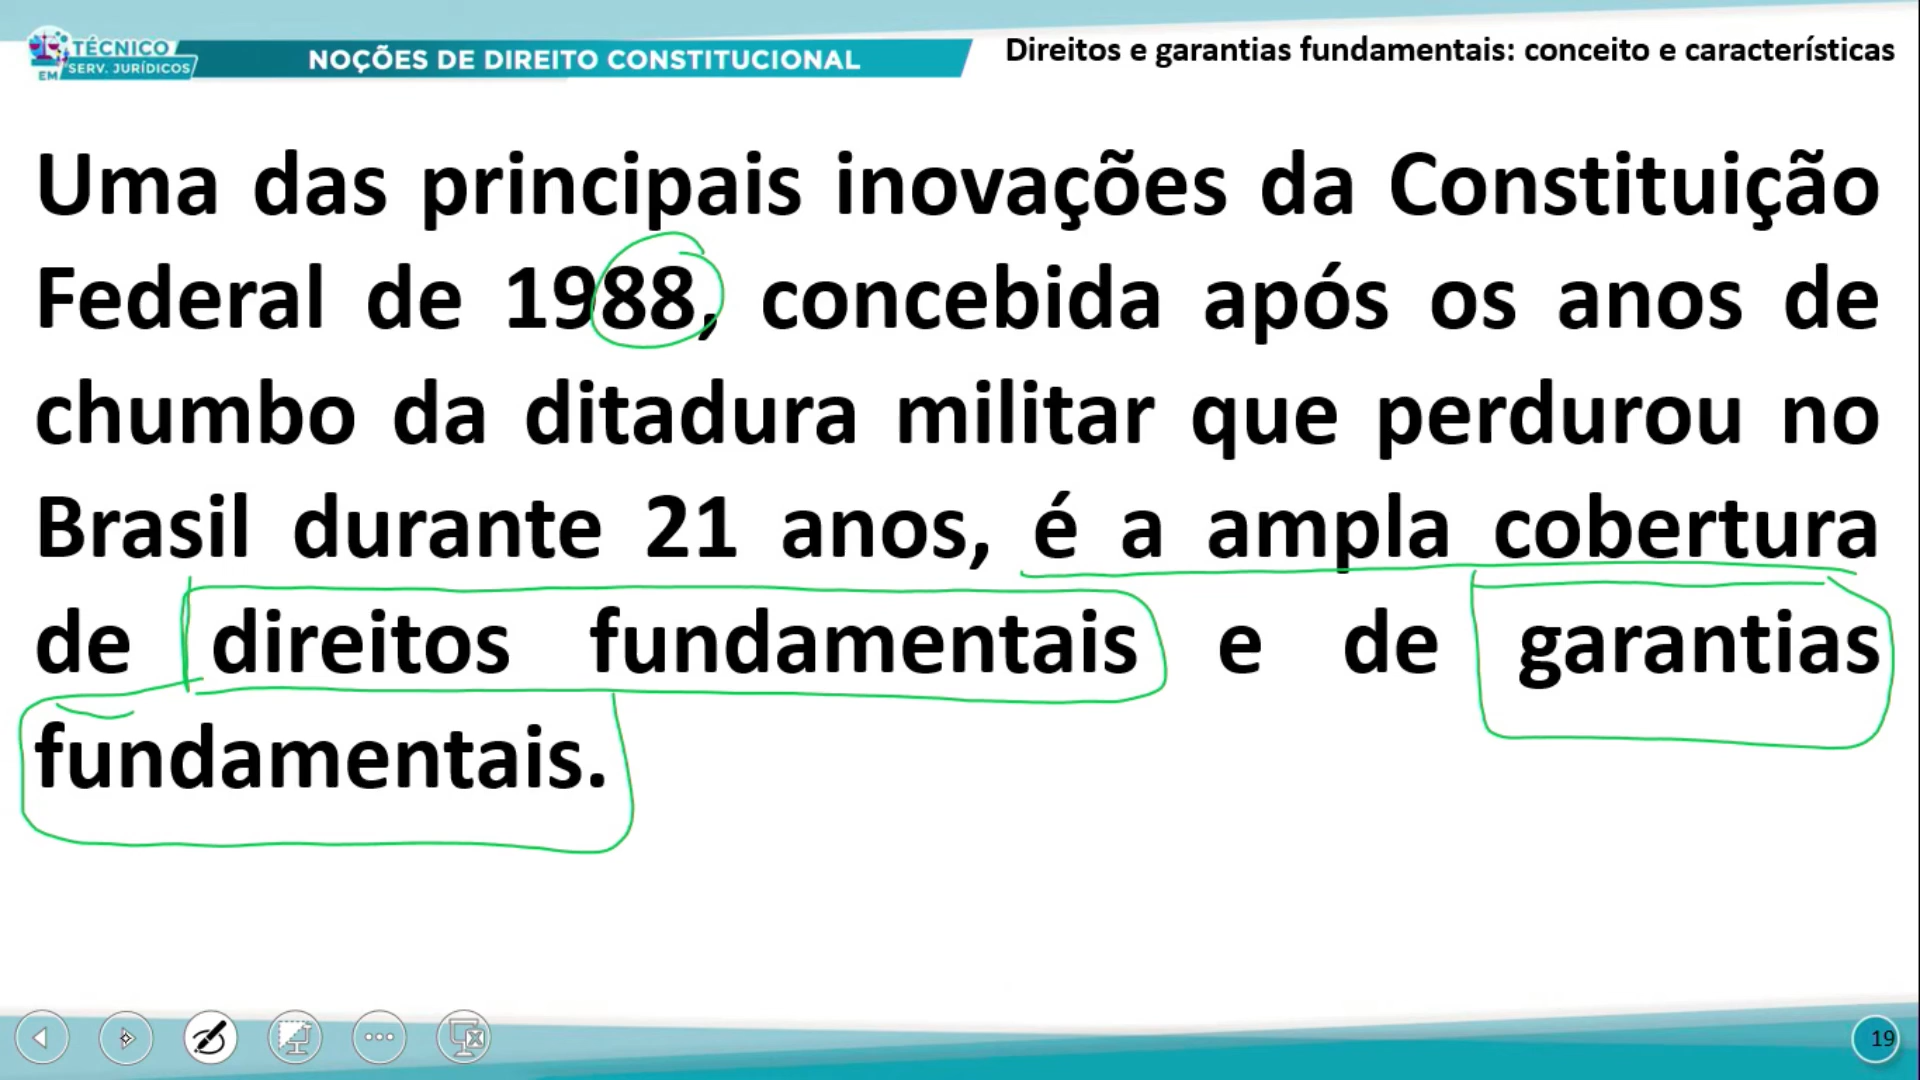 TÉCNICO
EM SERV. JURÍDICOS
NOÇÕES DE DIREITO CONSTITUCIONAL
Direitos e garantias fundamentais: conceito e características
Uma das principais inovações da Constituição
Federal de 1988, concebida após os anos de
chumbo da ditadura militar que perdurou no
Brasil durante 21 anos, é a ampla cobertura
de direitos fundamentais e de garantias
fundamentais.
19